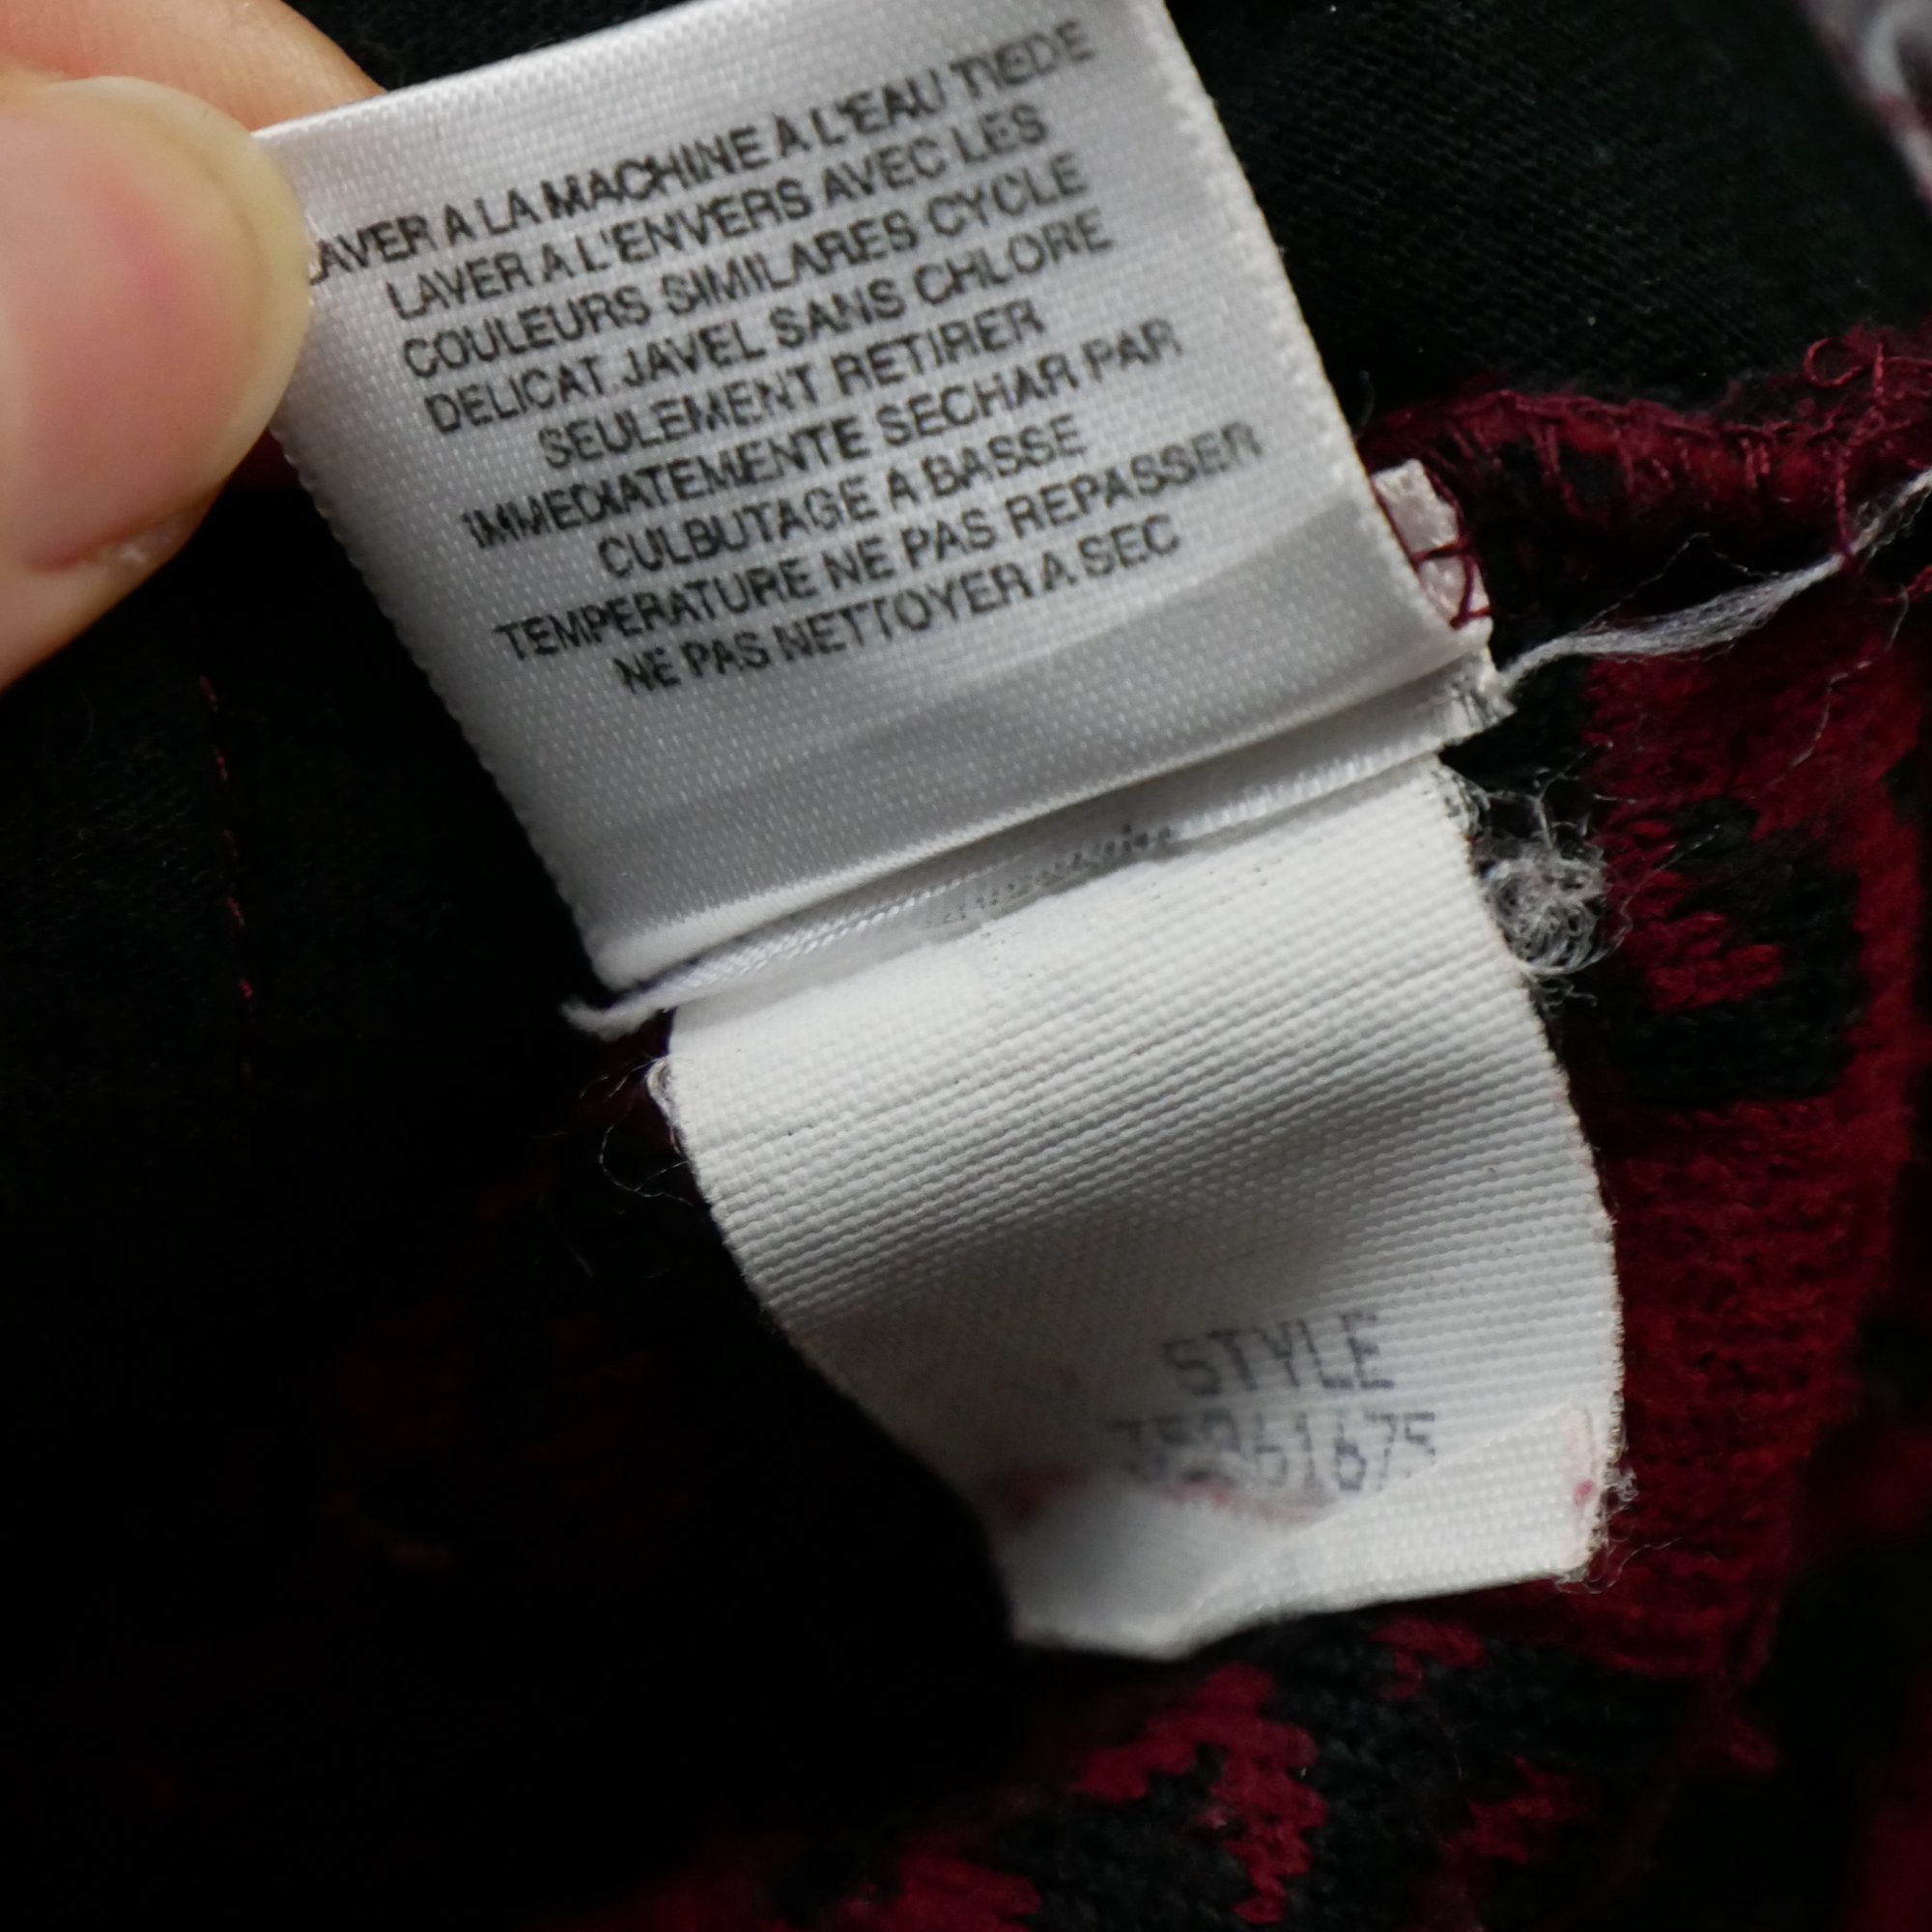 LAVER A LA MACHINE A L'EAU TIEDE
LAVER A L'ENVERS AVEC LES
COULEURS SIMILARES CYCLE
DELICAT JAVEL SANS CHLORE
SEULEMENT RETIRER
IMMEDIATEMENTE SECHAR PAR
CULBUTAGE A BASSE
TEMPERATURE NE PAS REPASSER
NE PAS NETTOYER A SEC
STYLE